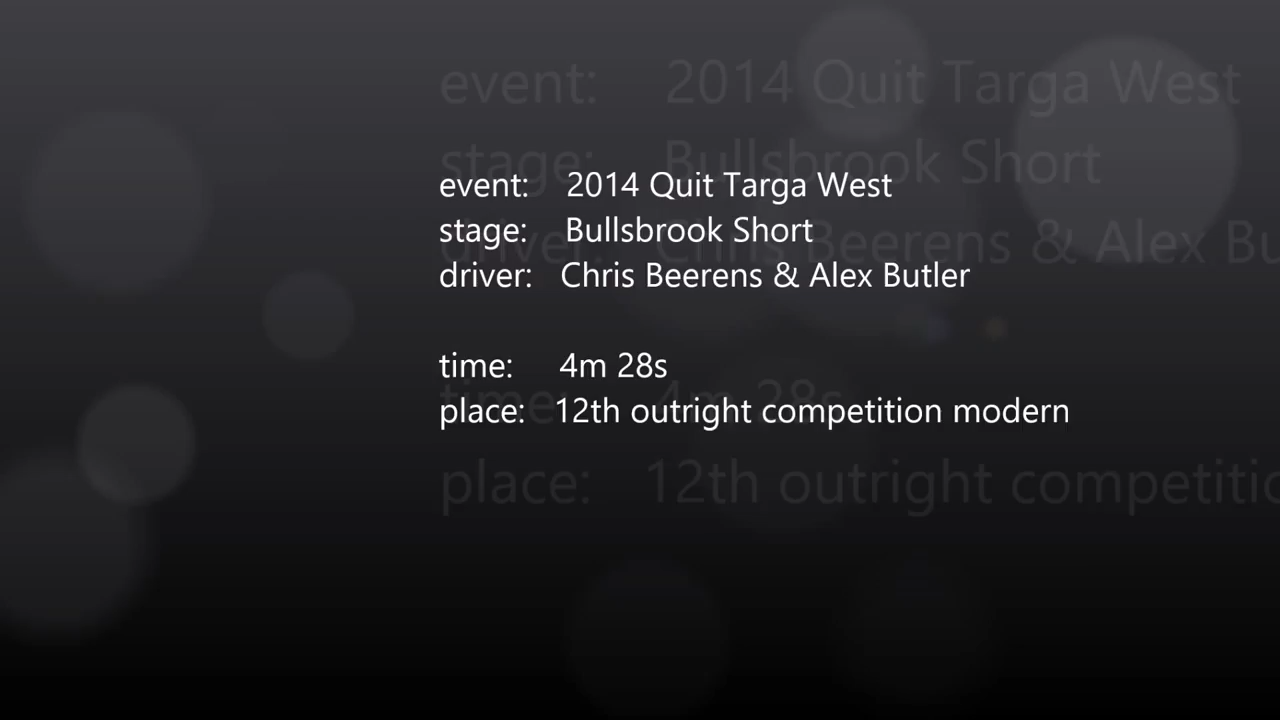 event: 2014 Quit Targa West
stage: Bullsbrook Short
driver: Chris Beerens & Alex Butler
time: 4m 28s
place: 12th outright competition modern